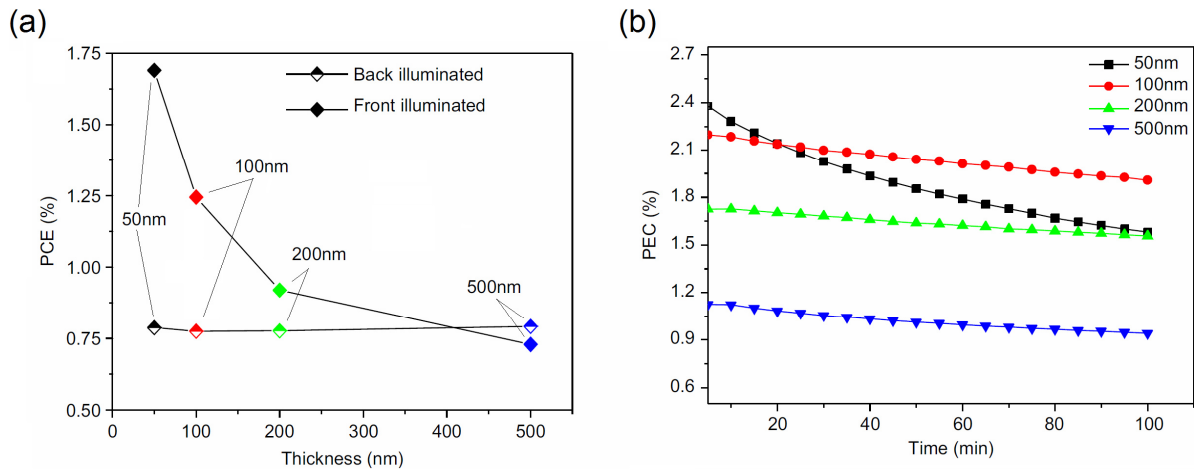 (a)
PCE (%)
1.75
1.50
1.25
1.00
0.75
0.50
0
100
200
300
400
500
Thickness (nm)
Back illuminated
Front illuminated
50nm
100nm
200nm
500nm
(b)
PEC (%)
2.7
2.4
2.1
1.8
1.5
1.2
0.9
0.6
20
40
60
80
100
Time (min)
50nm
100nm
200nm
500nm